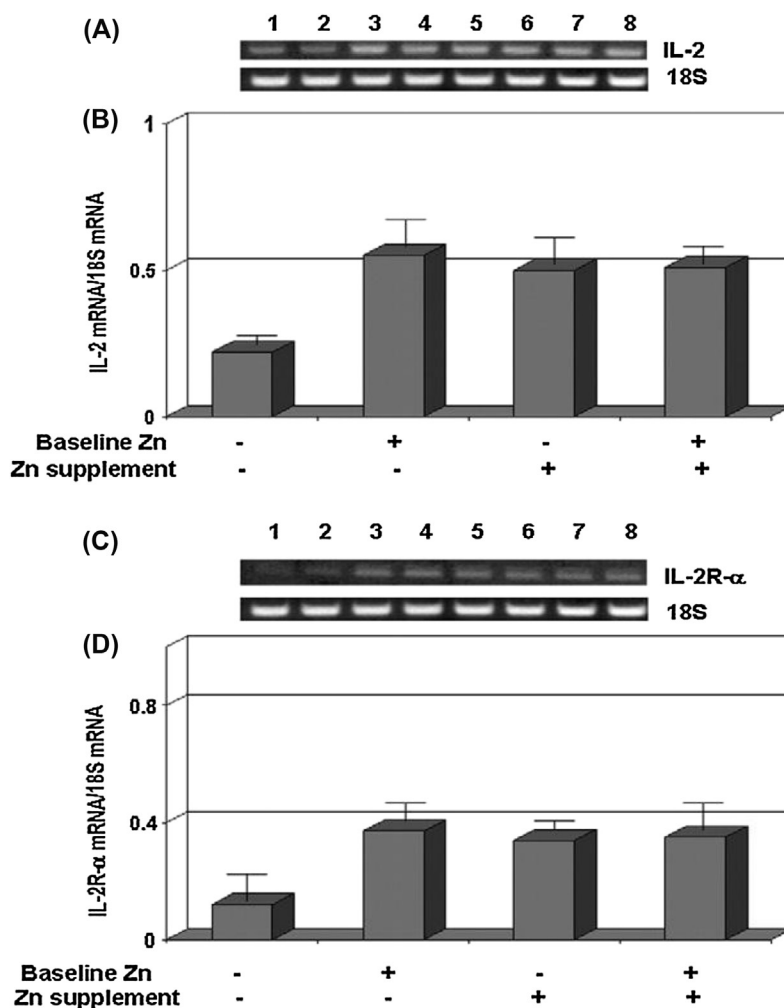 (A) 1 2 3 4 5 6 7 8
IL-2
18S
(B)
1
0.5
0
IL-2 mRNA/18S mRNA
Baseline Zn - + - +
Zn supplement - - + +
(C) 1 2 3 4 5 6 7 8
IL-2R-α
18S
(D)
0.8
0.4
0
IL-2R-α mRNA/18S mRNA
Baseline Zn - + - +
Zn supplement - - + +